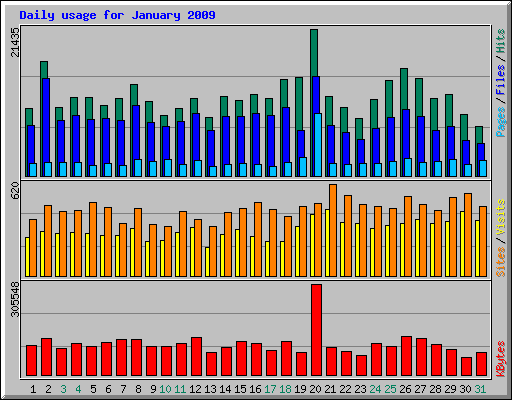 Daily usage for January 2009
21435
Pages / Files / Hits
620
Sites / Visits
305548
KBytes
1 2 3 4 5 6 7 8 9 10 11 12 13 14 15 16 17 18 19 20 21 22 23 24 25 26 27 28 29 30 31